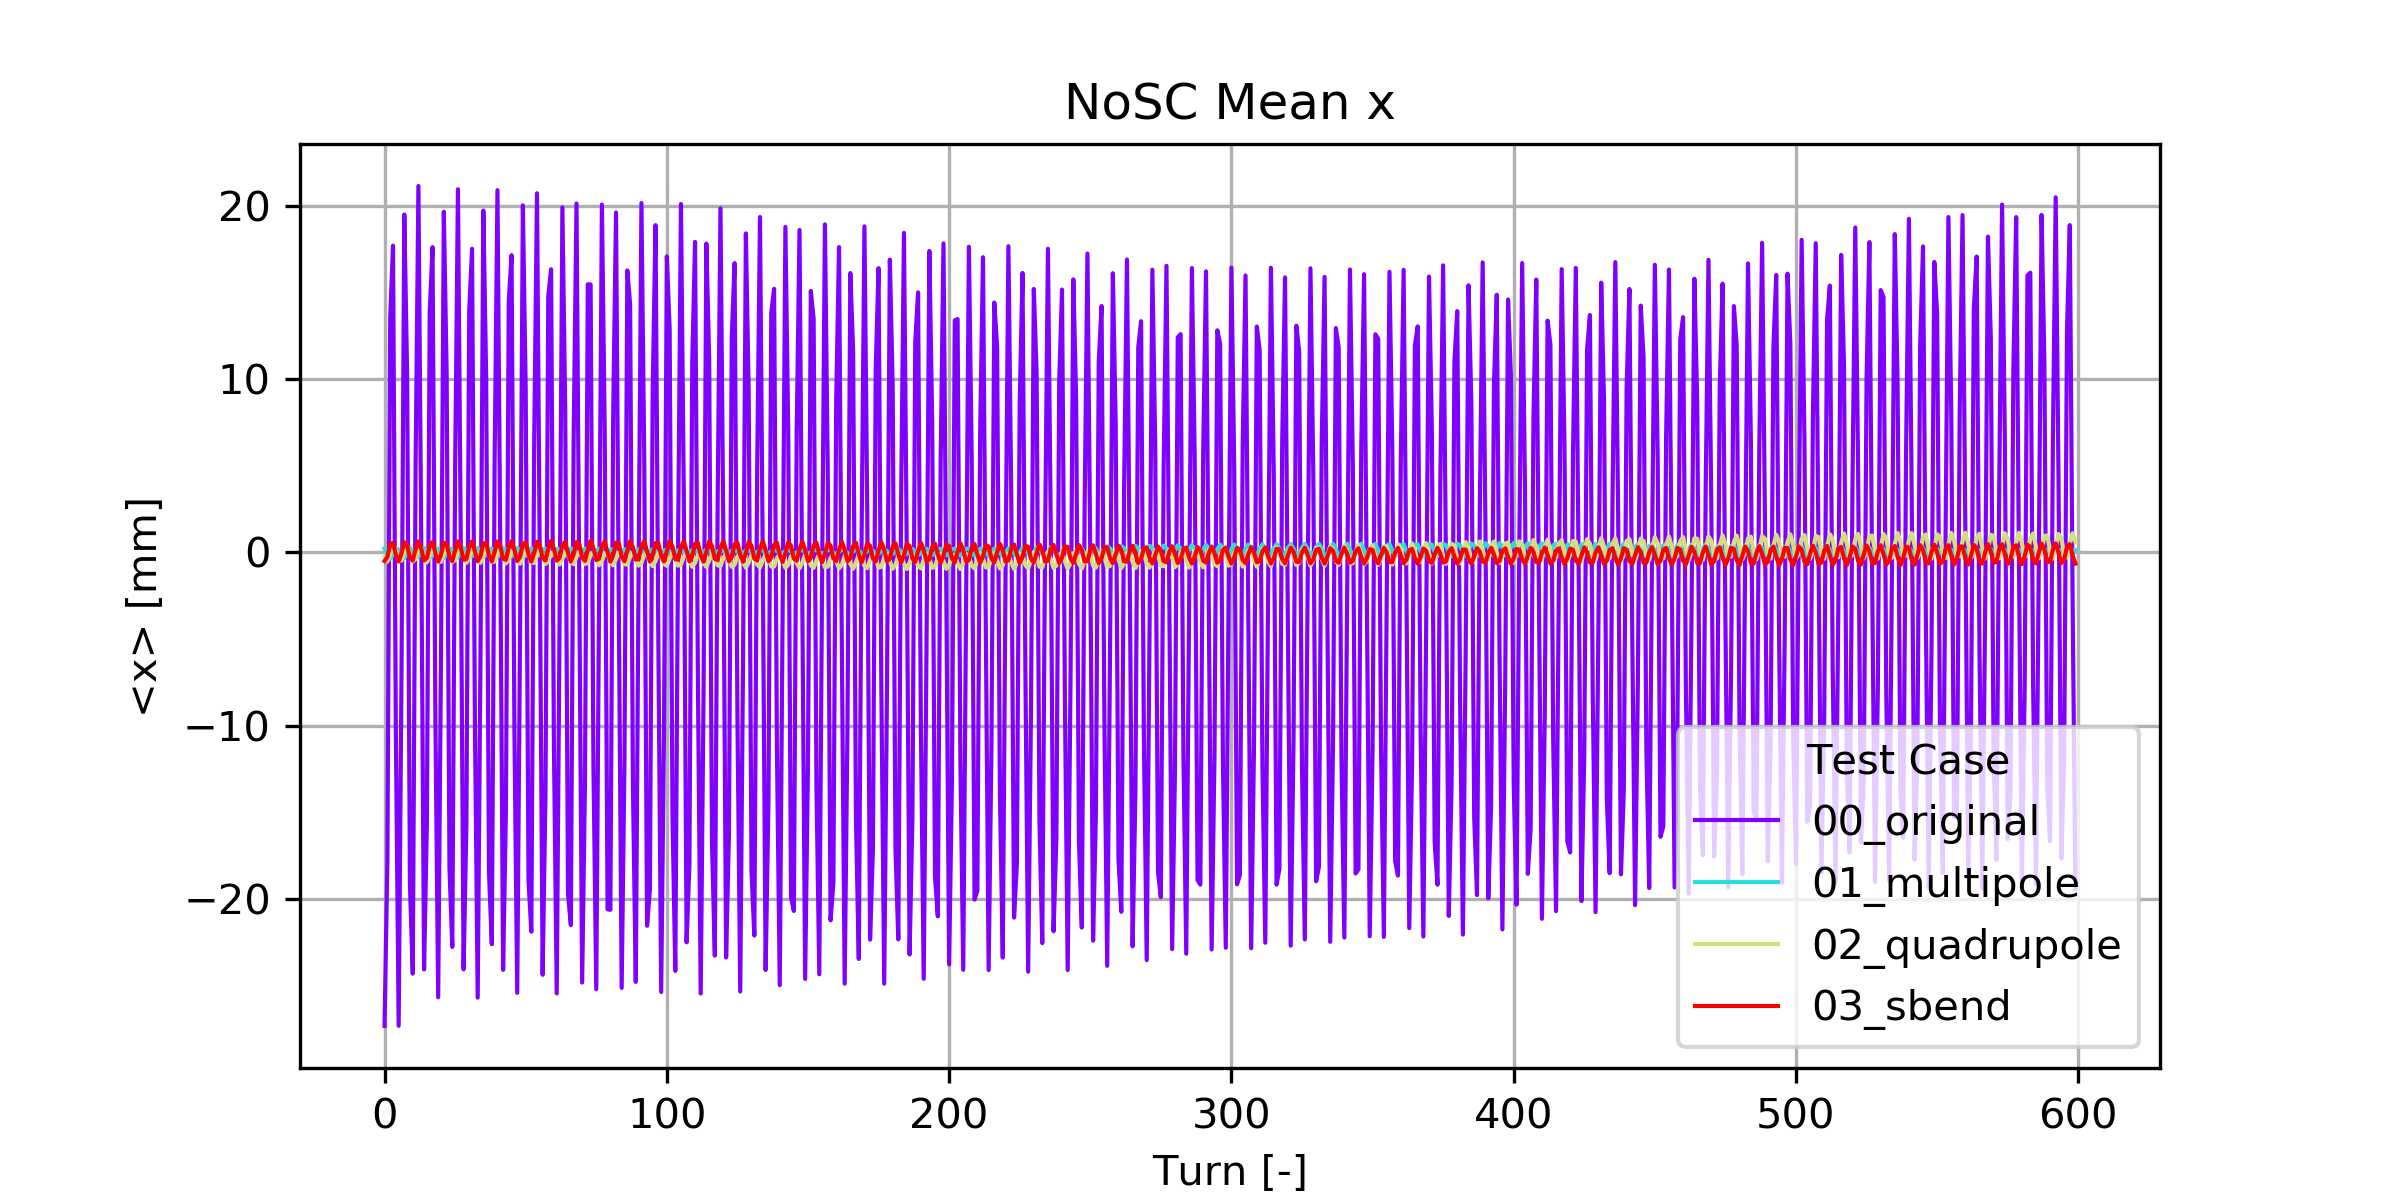 NoSC Mean x
20
10
0
−10
−20
<x> [mm]
0 100 200 300 400 500 600
Turn [-]
Test Case
00_original
01_multipole
02_quadrupole
03_sbend